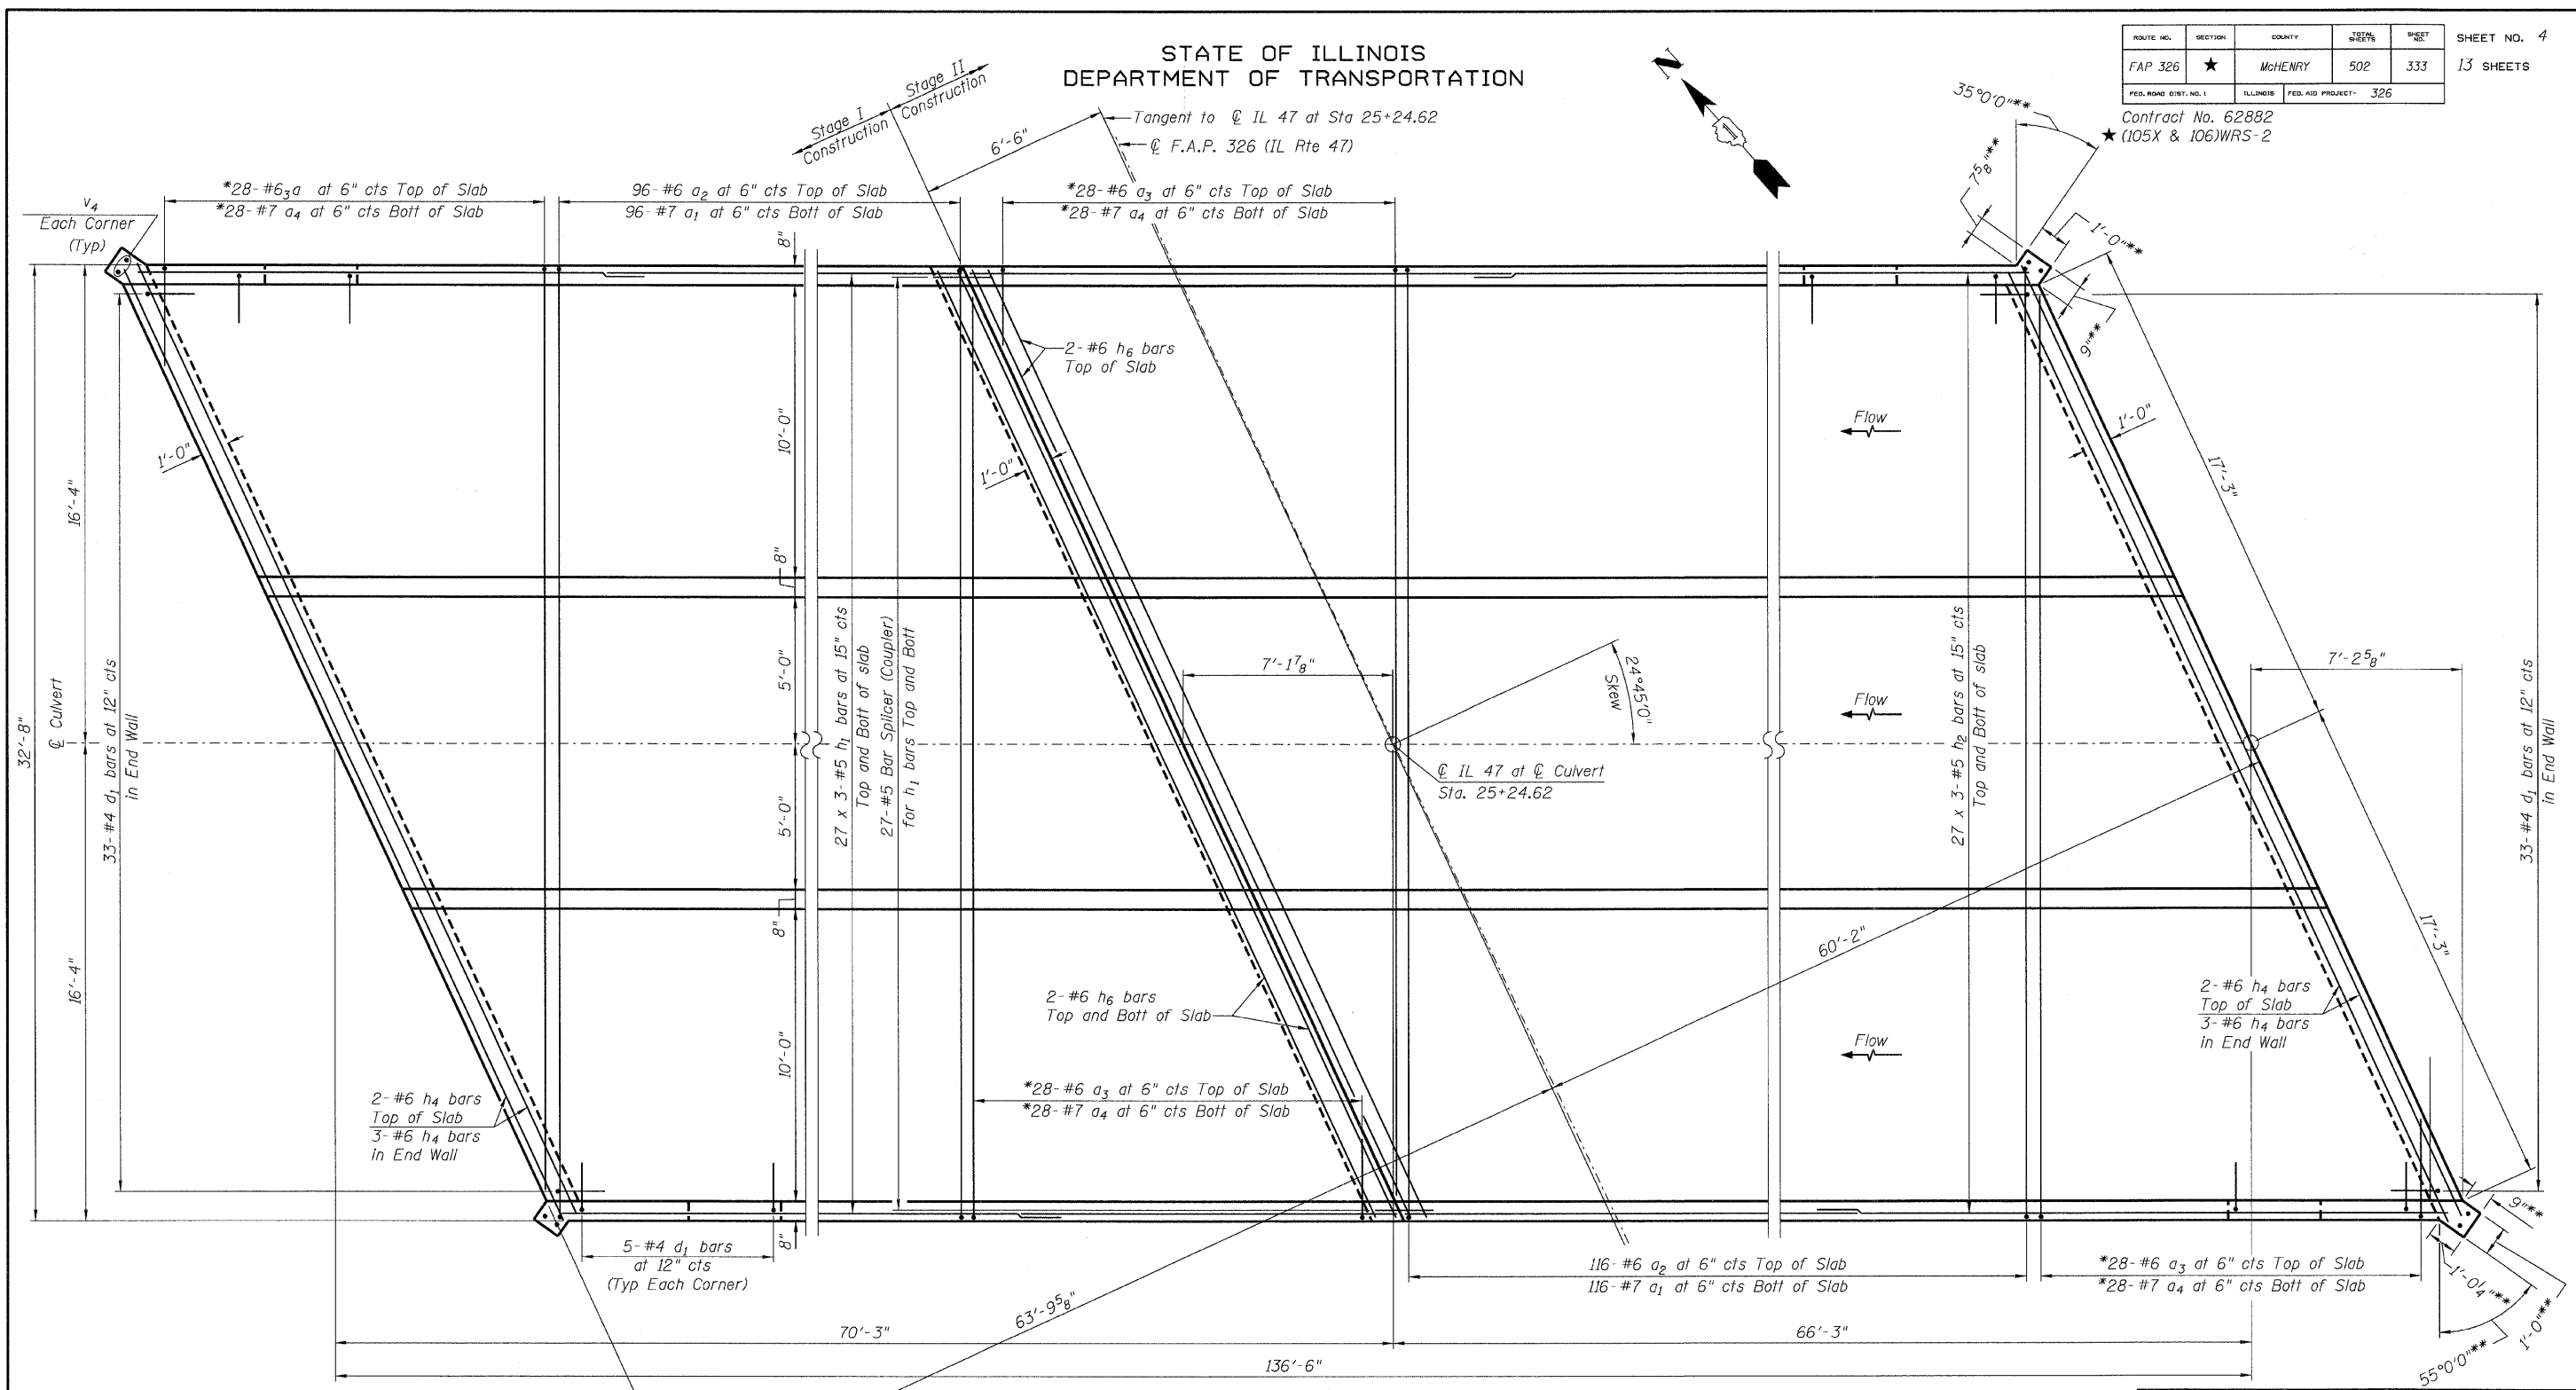 STATE OF ILLINOIS
DEPARTMENT OF TRANSPORTATION
ROUTE NO.
SECTION
COUNTY
TOTAL SHEETS
SHEET NO.
FAP 326
★
McHENRY
502
333
FED. ROAD DIST. NO. 1
ILLINOIS
FED. AID PROJECT- 326
SHEET NO. 4
13 SHEETS
Contract No. 62882
★ (105X & 106)WRS-2
Stage I
Construction
Stage II
Construction
6'-6"
Tangent to ℄ IL 47 at Sta 25+24.62
℄ F.A.P. 326 (IL Rte 47)
N
35°0'0"**
7⅝"**
1'-0"**
9"**
v4
Each Corner
(Typ)
*28-#6₃a at 6" cts Top of Slab
*28-#7 a4 at 6" cts Bott of Slab
96-#6 a2 at 6" cts Top of Slab
96-#7 a1 at 6" cts Bott of Slab
*28-#6 a3 at 6" cts Top of Slab
*28-#7 a4 at 6" cts Bott of Slab
8"
10'-0"
8"
5'-0"
5'-0"
8"
10'-0"
8"
32'-8"
16'-4"
16'-4"
℄ Culvert
33-#4 d1 bars at 12" cts
in End Wall
1'-0"
1'-0"
1'-0"
2-#6 h6 bars
Top of Slab
27 x 3-#5 h1 bars at 15" cts
Top and Bott of slab
27-#5 Bar Splicer (Coupler)
for h1 bars Top and Bott
7'-1⅞"
24°45'0"
Skew
℄ IL 47 at ℄ Culvert
Sta. 25+24.62
Flow
Flow
Flow
27 x 3-#5 h2 bars at 15" cts
Top and Bott of slab
17'-3"
17'-3"
7'-2⅝"
33-#4 d1 bars at 12" cts
in End Wall
60'-2"
2-#6 h6 bars
Top and Bott of Slab
2-#6 h4 bars
Top of Slab
3-#6 h4 bars
in End Wall
2-#6 h4 bars
Top of Slab
3-#6 h4 bars
in End Wall
*28-#6 a3 at 6" cts Top of Slab
*28-#7 a4 at 6" cts Bott of Slab
5-#4 d1 bars
at 12" cts
(Typ Each Corner)
116-#6 a2 at 6" cts Top of Slab
116-#7 a1 at 6" cts Bott of Slab
*28-#6 a3 at 6" cts Top of Slab
*28-#7 a4 at 6" cts Bott of Slab
9"**
1'-0¼"**
1'-0"**
55°0'0"**
63'-9⅝"
70'-3"
66'-3"
136'-6"